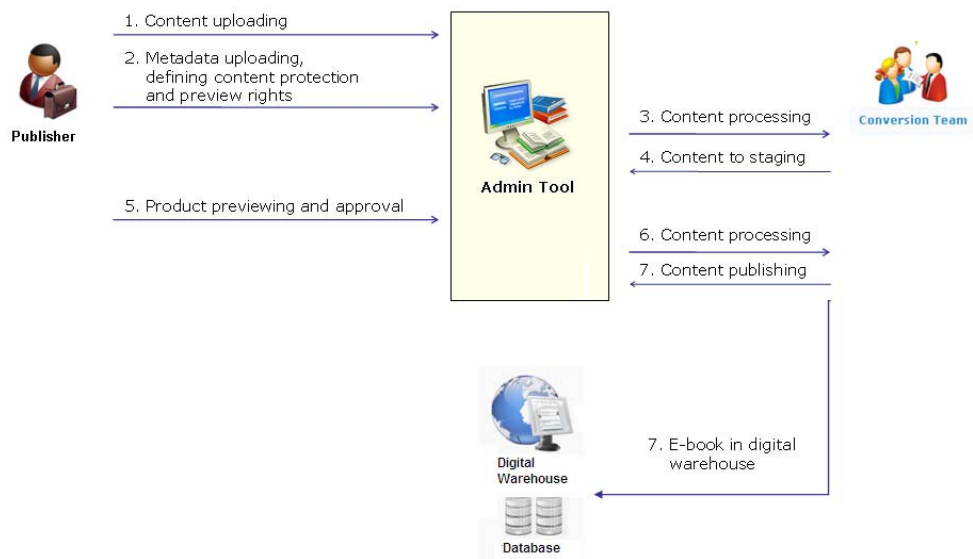 1. Content uploading
2. Metadata uploading,
defining content protection
and preview rights
Publisher
Admin Tool
3. Content processing
Conversion Team
4. Content to staging
5. Product previewing and approval
6. Content processing
7. Content publishing
7. E-book in digital
warehouse
Digital
Warehouse
Database